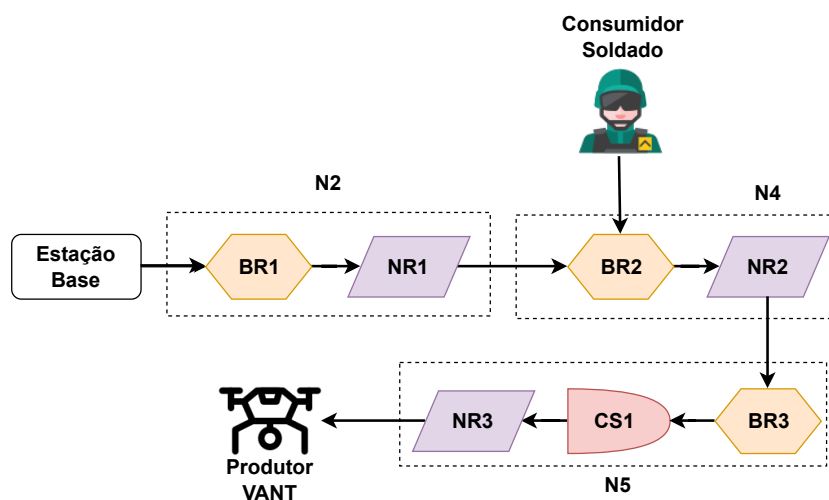 Consumidor
Soldado
N2
N4
Estação
Base
BR1
NR1
BR2
NR2
NR3
CS1
BR3
Produtor
VANT
N5